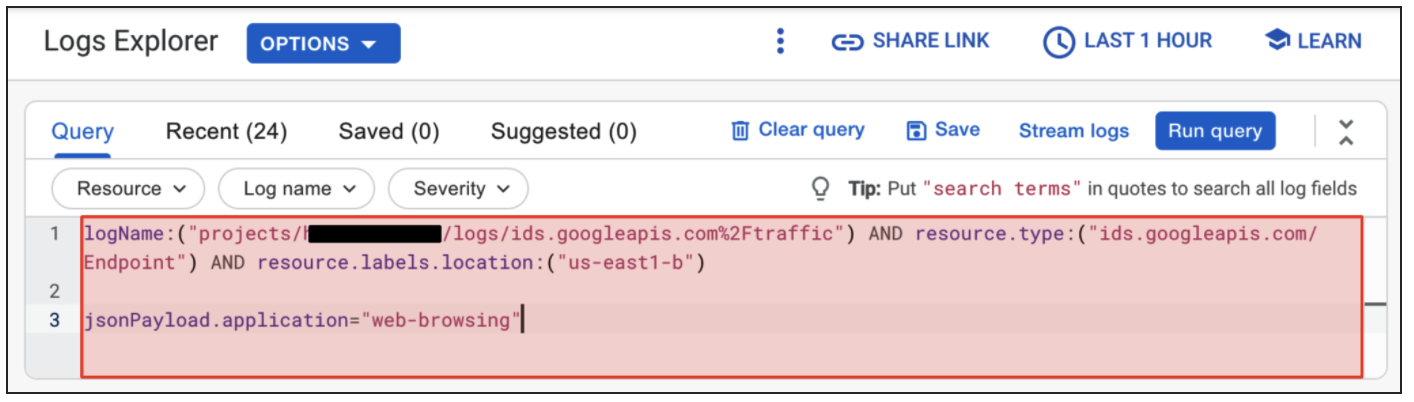 Logs Explorer OPTIONS SHARE LINK LAST 1 HOUR LEARN
Query Recent (24) Saved (0) Suggested (0) Clear query Save Stream logs Run query
Resource Log name Severity Tip: Put "search terms" in quotes to search all log fields
1 logName:("projects/ /logs/ids.googleapis.com%2Ftraffic") AND resource.type:("ids.googleapis.com/
Endpoint") AND resource.labels.location:("us-east1-b")
2
3 jsonPayload.application="web-browsing"